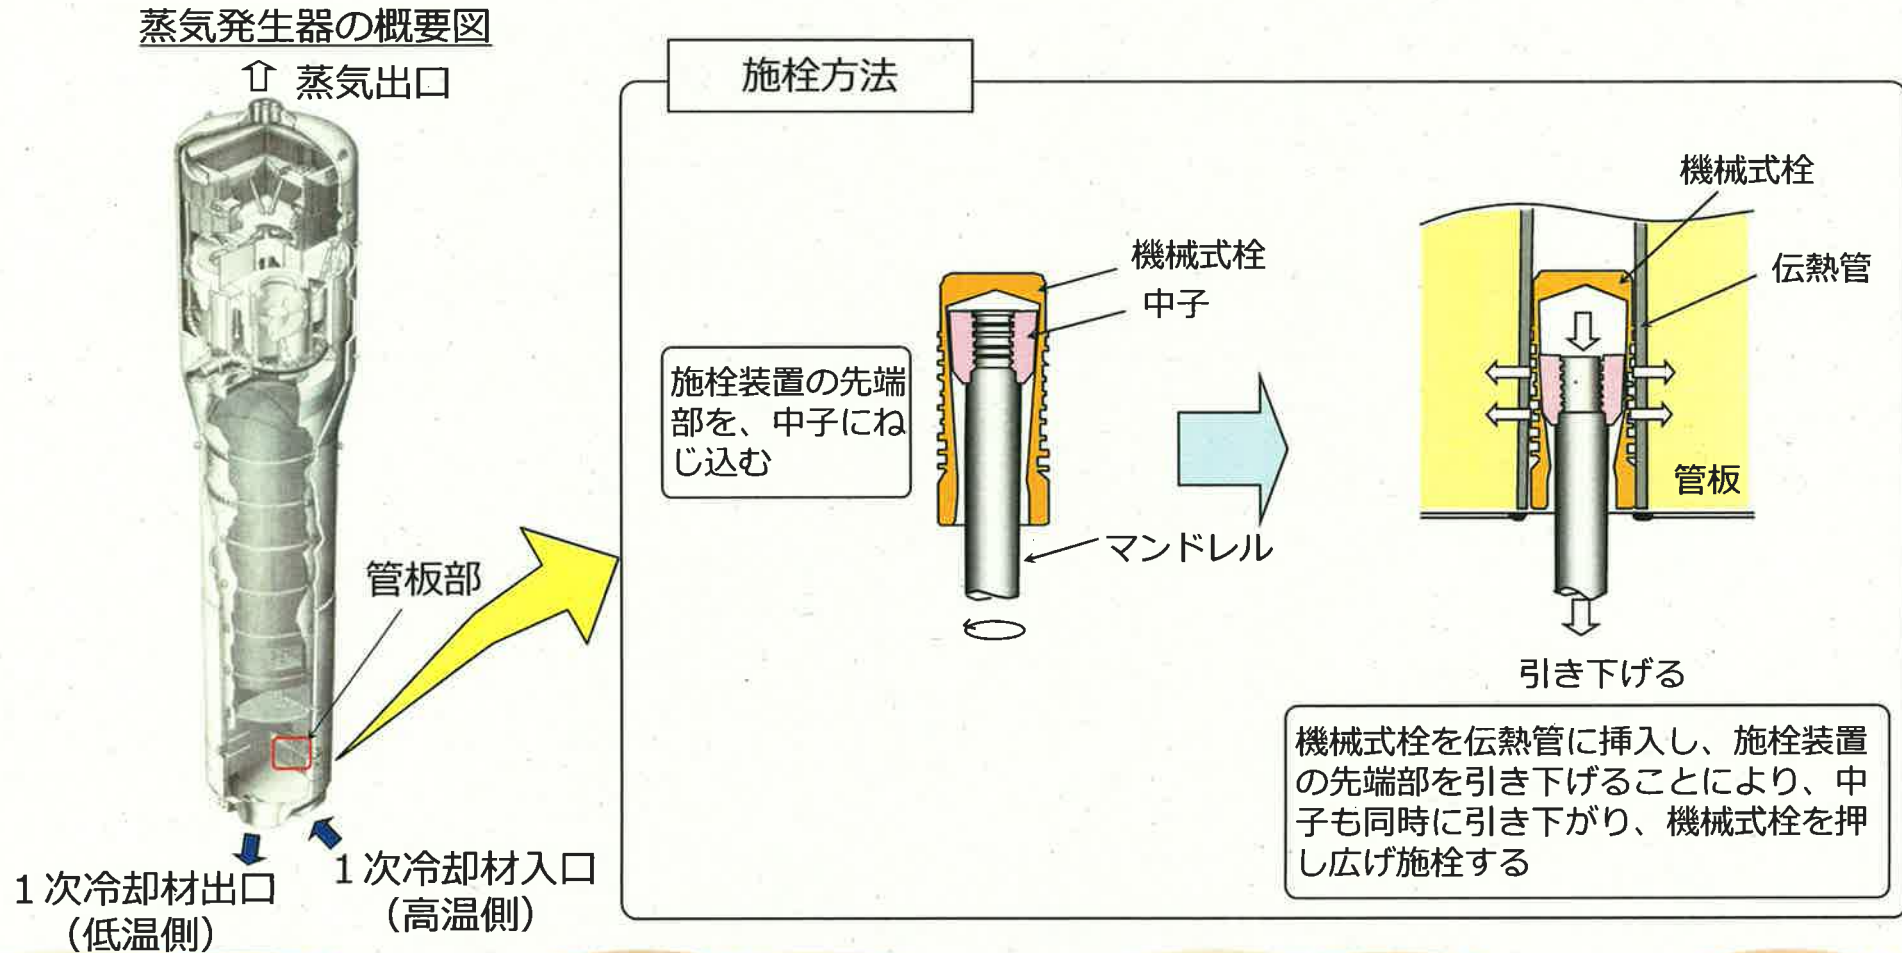 蒸気発生器の概要図
蒸気出口
管板部
1次冷却材出口
（低温側）
1次冷却材入口
（高温側）
施栓方法
施栓装置の先端
部を、中子にね
じ込む
機械式栓
中子
マンドレル
機械式栓
伝熱管
管板
引き下げる
機械式栓を伝熱管に挿入し、施栓装置
の先端部を引き下げることにより、中
子も同時に引き下がり、機械式栓を押
し広げ施栓する